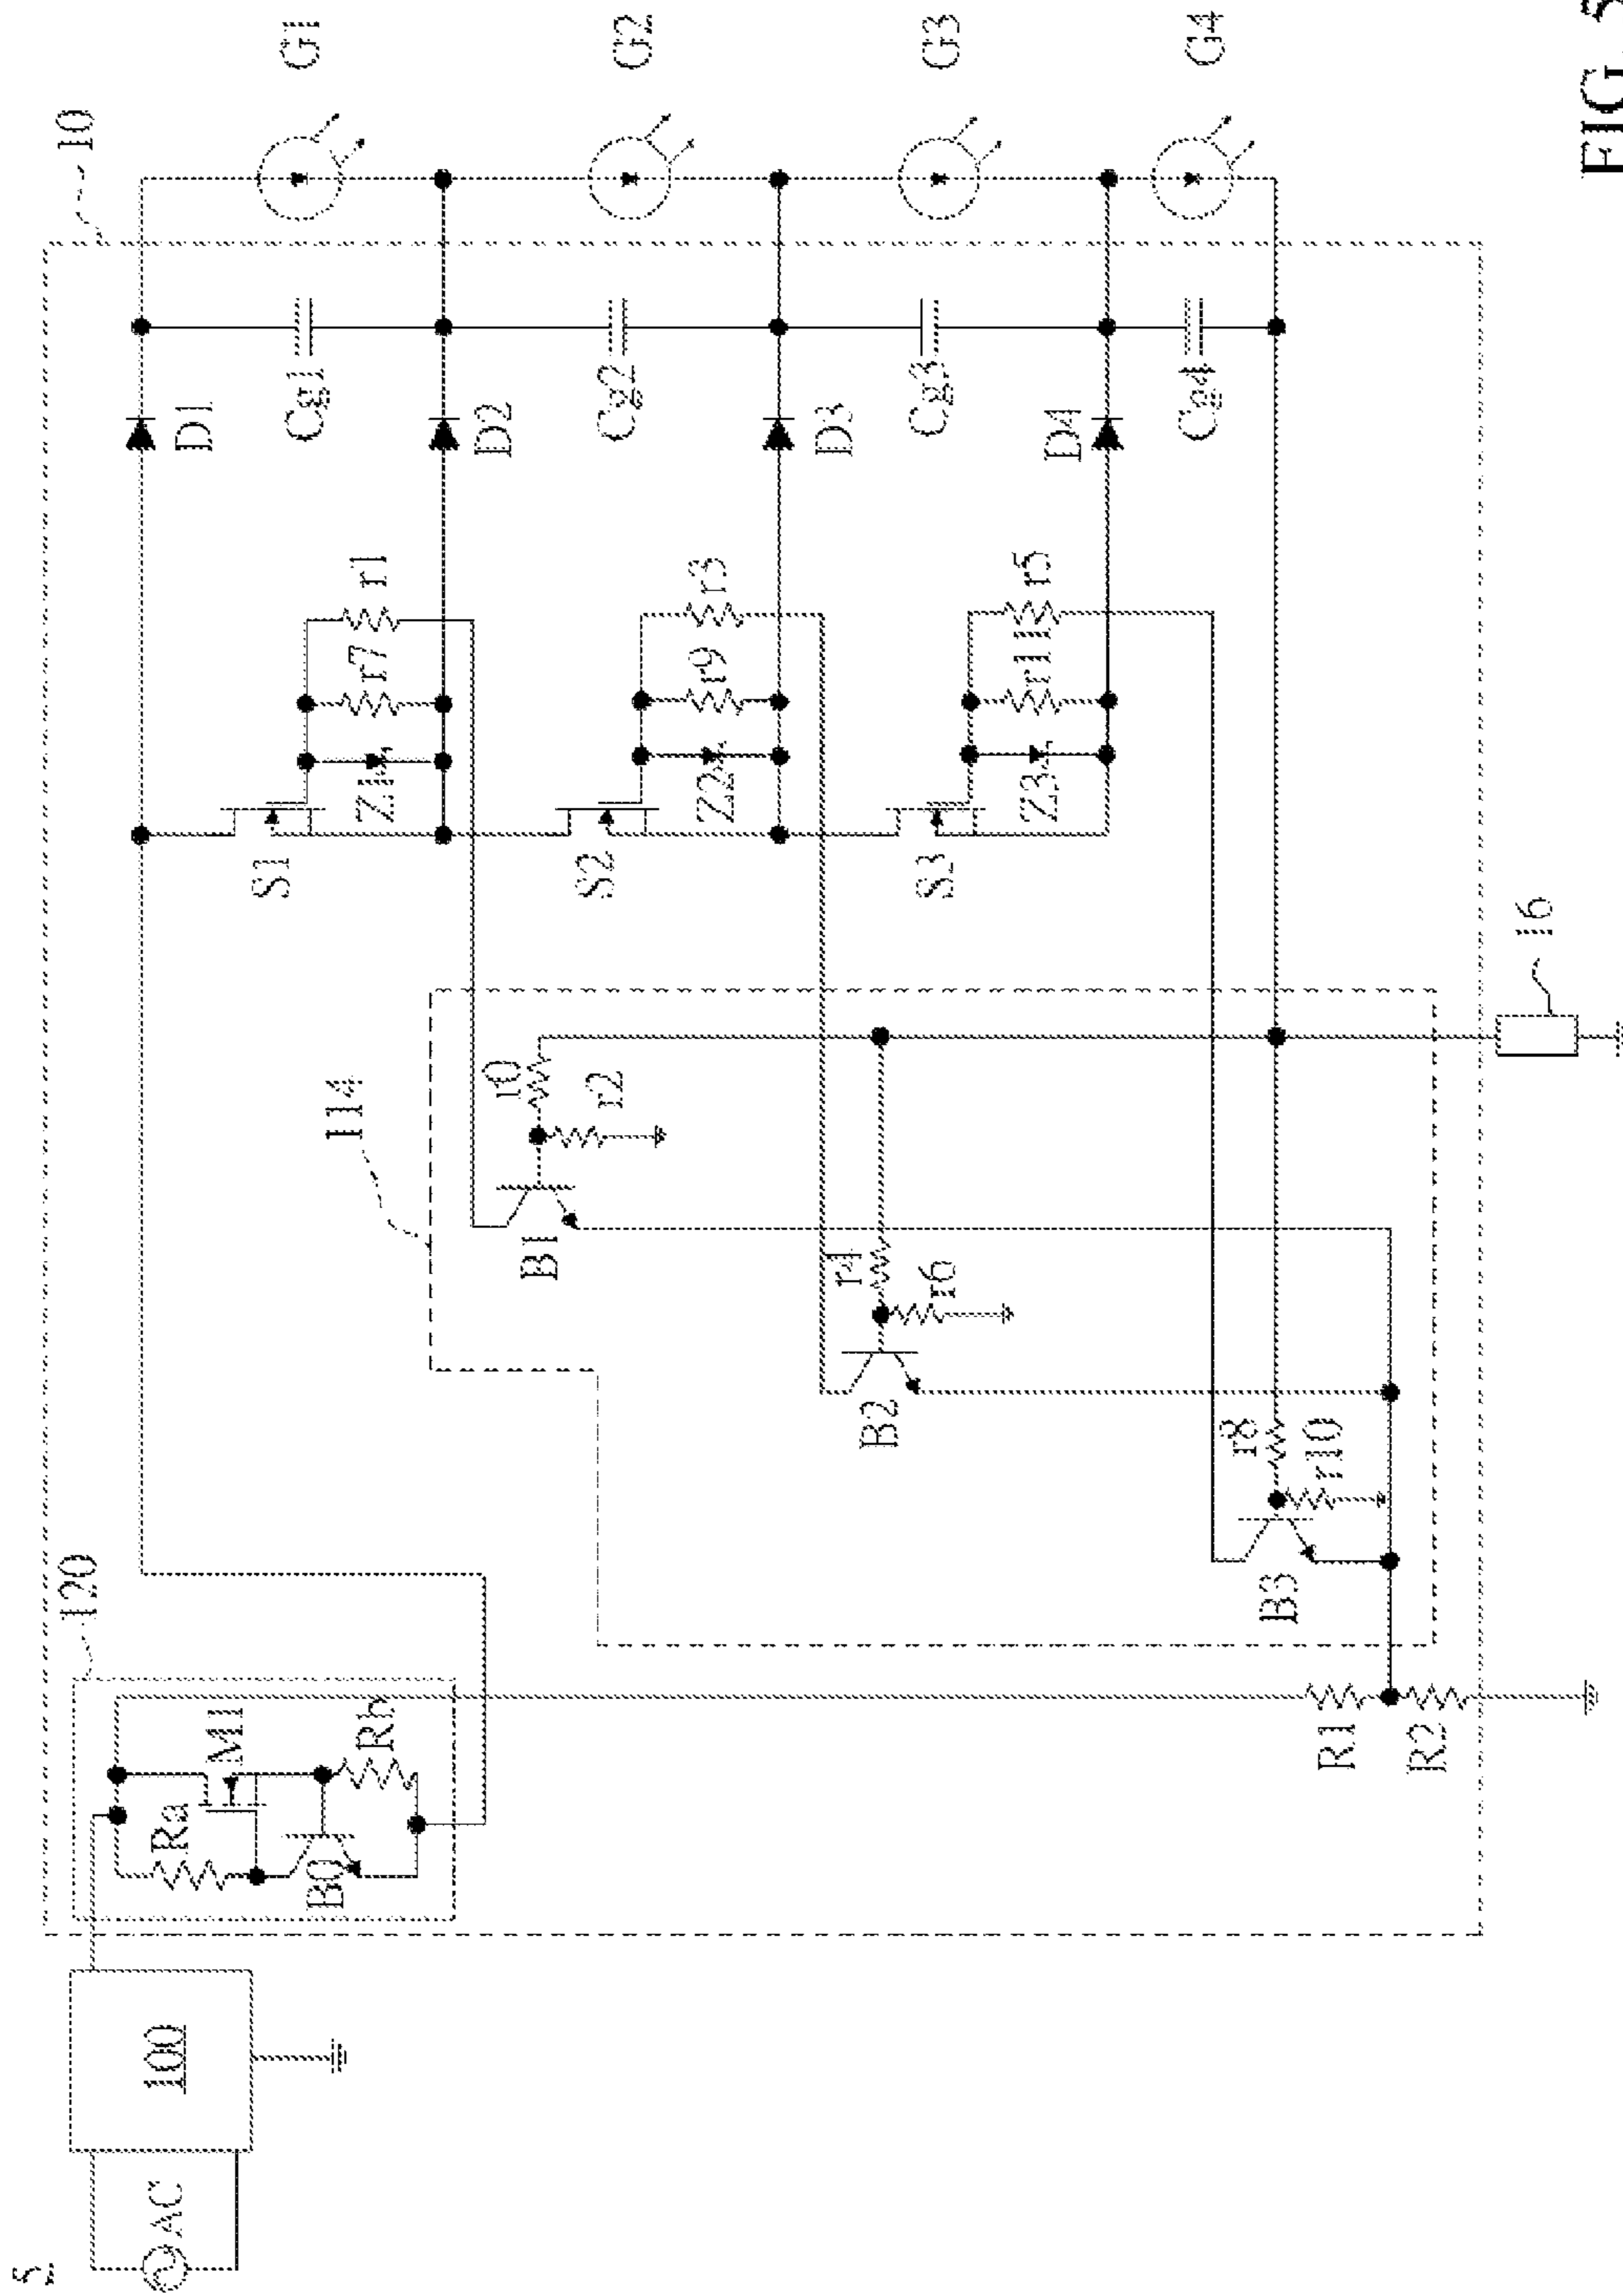 5
AC
100
120
Ra
M1
B0
Rb
10
114
S1
Z1
r7
r1
D1
Cg1
G1
D2
B1
r0
r2
S2
Z2
r9
r3
Cg2
G2
D3
B2
r4
r6
S3
Z3
r11
r5
Cg3
G3
D4
B3
r8
r10
Cg4
G4
R1
R2
16
FIG. 5